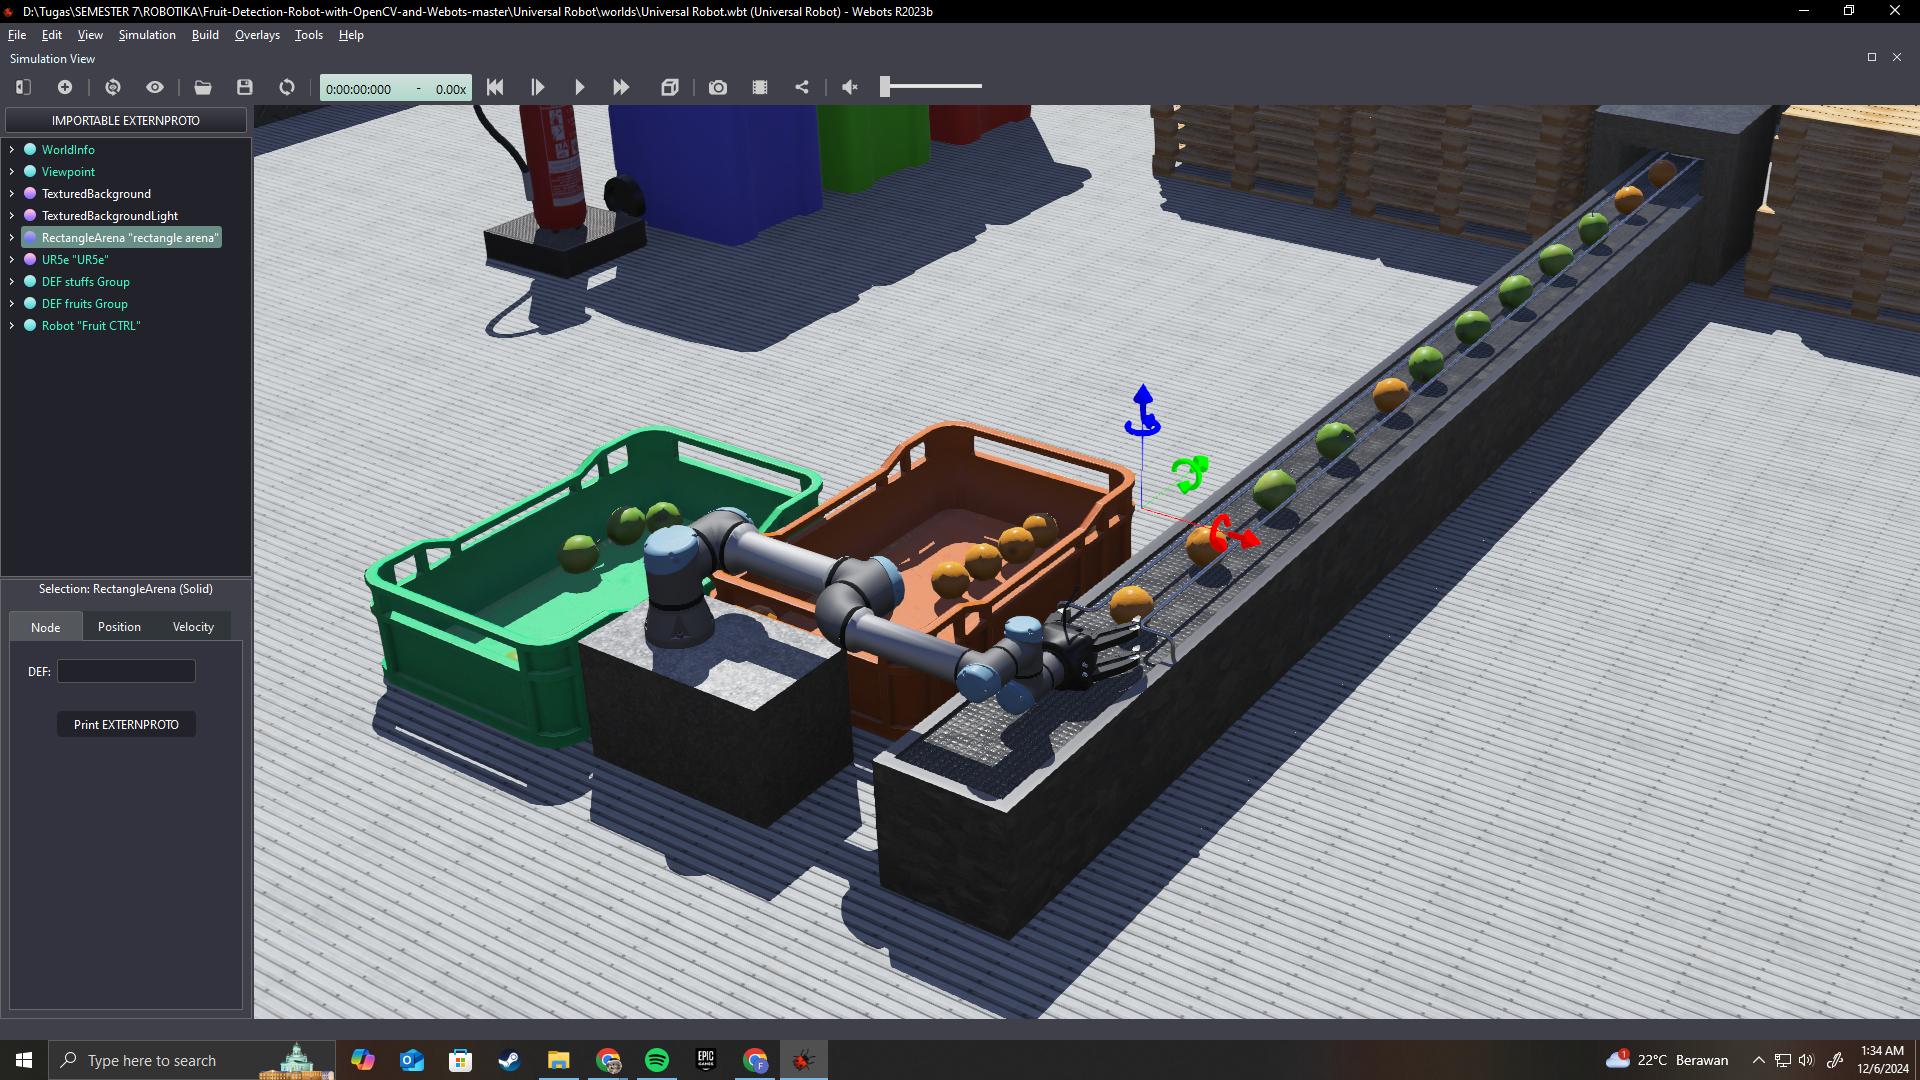 D:\Tugas\SEMESTER 7\ROBOTIKA\Fruit-Detection-Robot-with-OpenCV-and-Webots-master\Universal Robot\worlds\Universal Robot.wbt (Universal Robot) - Webots R2023b
File Edit View Simulation Build Overlays Tools Help
Simulation View
0:00:00:000 - 0.00x
IMPORTABLE EXTERNPROTO
WorldInfo
Viewpoint
TexturedBackground
TexturedBackgroundLight
RectangleArena "rectangle arena"
UR5e "UR5e"
DEF stuffs Group
DEF fruits Group
Robot "Fruit CTRL"
Selection: RectangleArena (Solid)
Node Position Velocity
DEF:
Print EXTERNPROTO
Type here to search
EPIC
GAMES
F
1
22°C Berawan
1:34 AM
12/6/2024